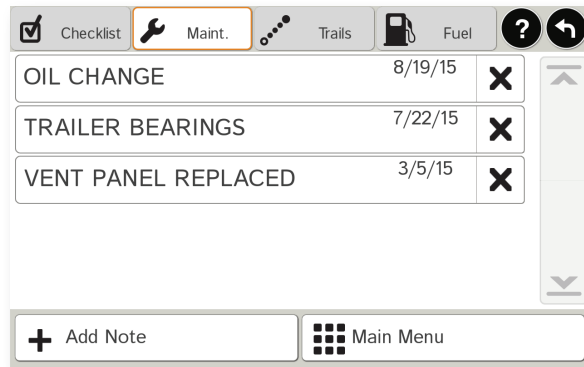 Checklist Maint. Trails Fuel ?
OIL CHANGE 8/19/15
TRAILER BEARINGS 7/22/15
VENT PANEL REPLACED 3/5/15
Add Note Main Menu